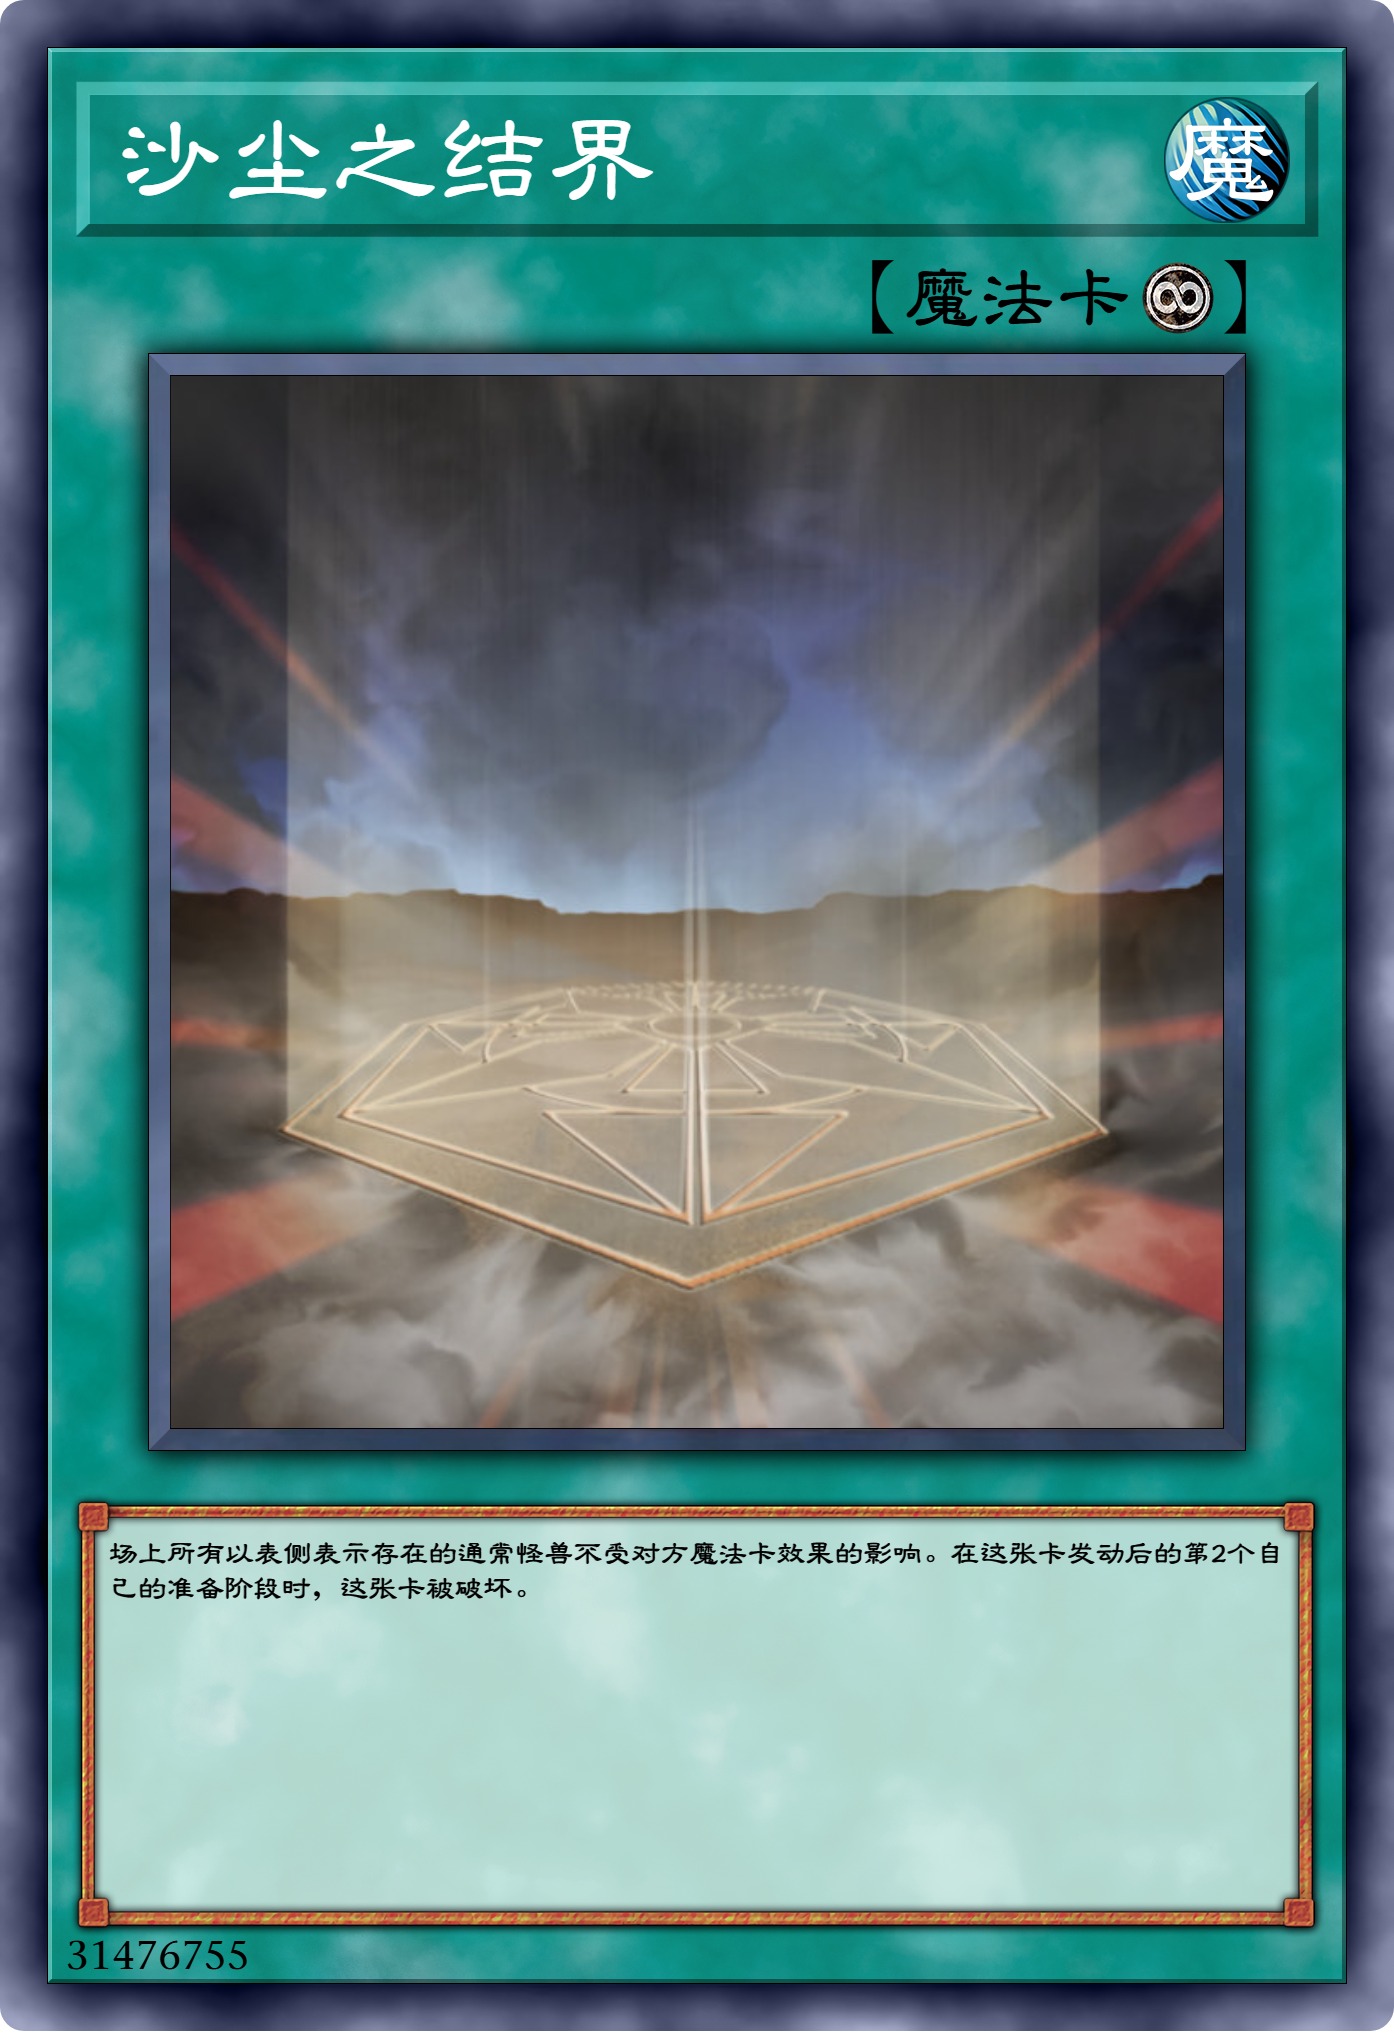 沙尘之结界
魔
【魔法卡】
场上所有以表侧表示存在的通常怪兽不受对方魔法卡效果的影响。在这张卡发动后的第2个自
己的准备阶段时，这张卡被破坏。
31476755